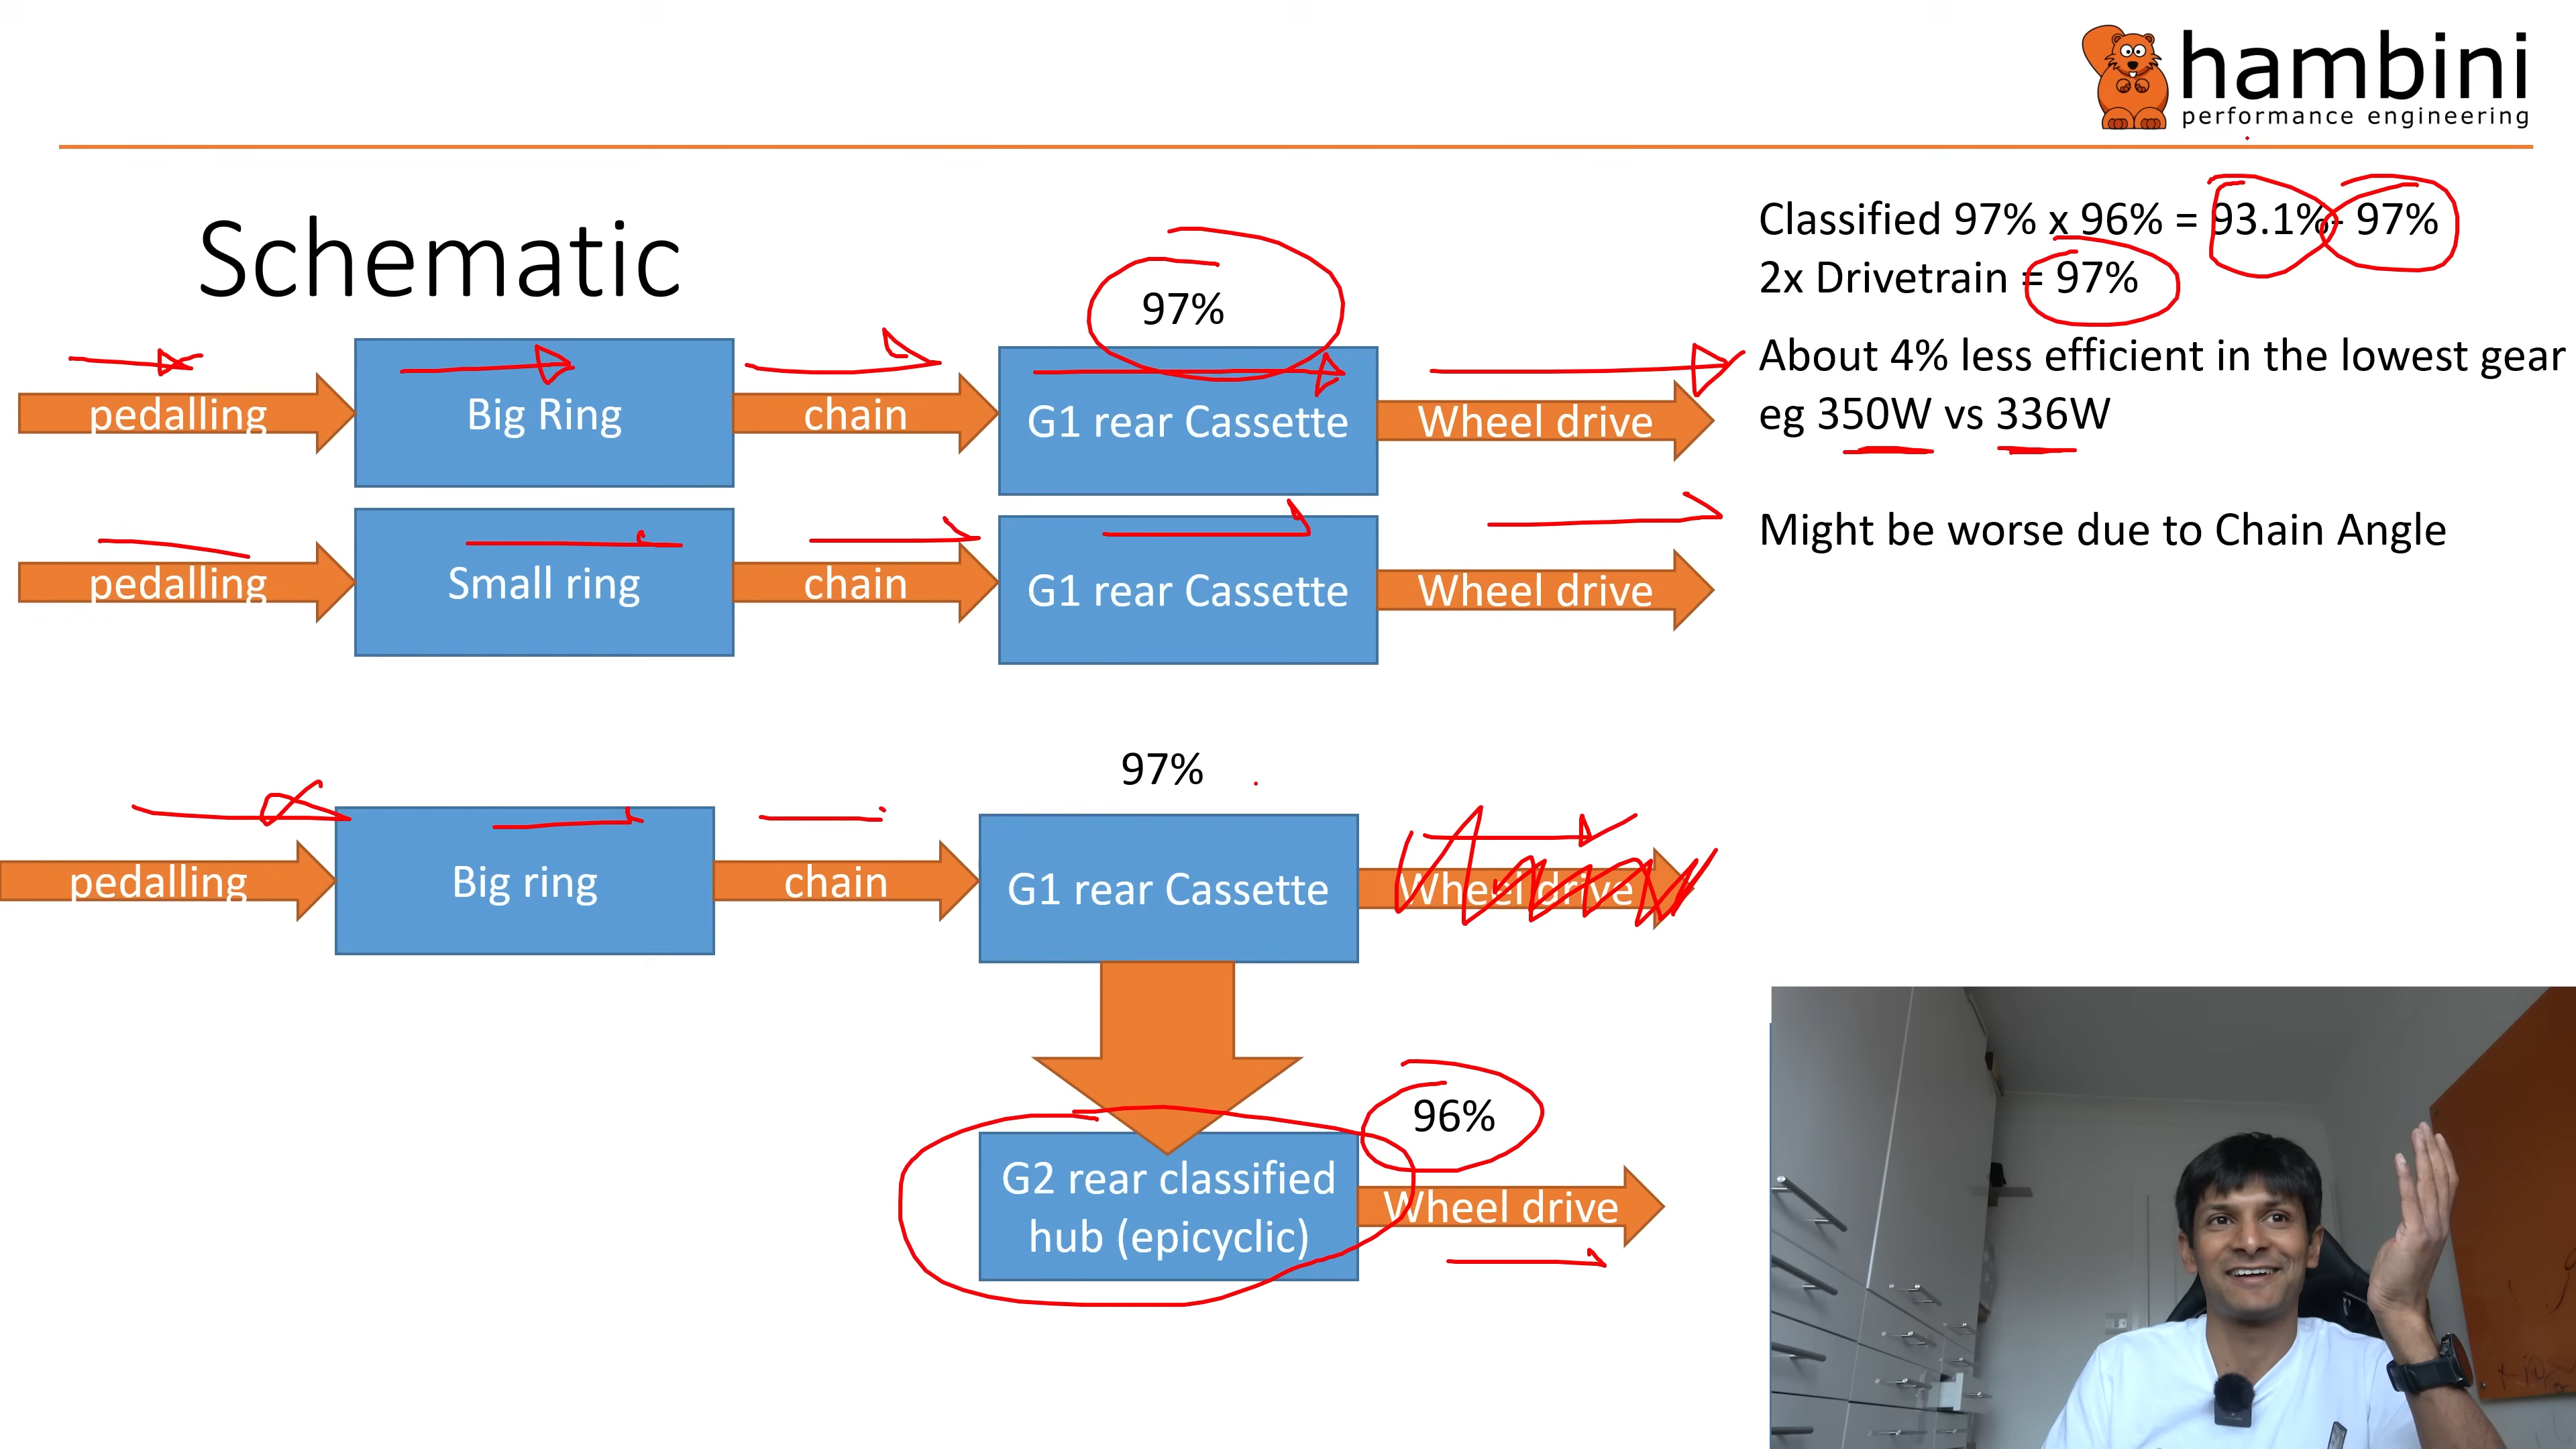 hambini
performance engineering
Schematic
Classified 97% x 96% = 93.1% - 97%
2x Drivetrain = 97%
About 4% less efficient in the lowest gear
eg 350W vs 336W
Might be worse due to Chain Angle
97%
pedalling
Big Ring
chain
G1 rear Cassette
Wheel drive
pedalling
Small ring
chain
G1 rear Cassette
Wheel drive
97%
pedalling
Big ring
chain
G1 rear Cassette
Wheel drive
96%
G2 rear classified
hub (epicyclic)
Wheel drive